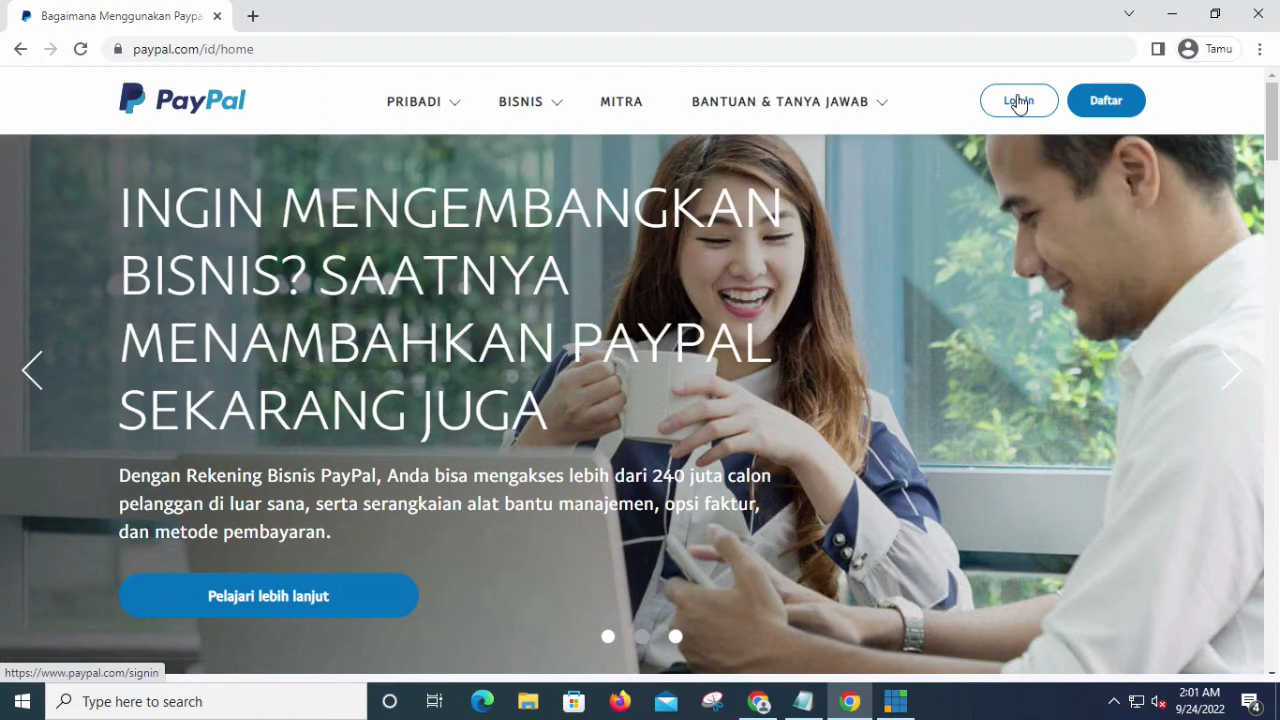 Bagaimana Menggunakan Paypa
paypal.com/id/home
Tamu
PayPal
PRIBADI
BISNIS
MITRA
BANTUAN & TANYA JAWAB
Daftar
INGIN MENGEMBANGKAN
BISNIS? SAATNYA
MENAMBAHKAN PAYPAL
SEKARANG JUGA
Dengan Rekening Bisnis PayPal, Anda bisa mengakses lebih dari 240 juta calon
pelanggan di luar sana, serta serangkaian alat bantu manajemen, opsi faktur,
dan metode pembayaran.
Pelajari lebih lanjut
https://www.paypal.com/signin
Type here to search
2:01 AM
9/24/2022
4